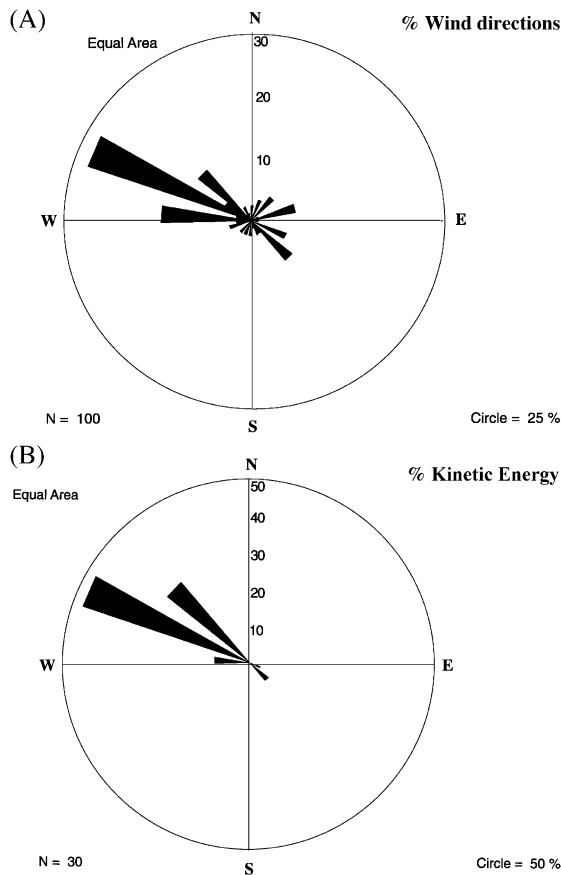 (A)
N
% Wind directions
Equal Area
30
20
10
W
E
N = 100
S
Circle = 25 %
(B)
N
% Kinetic Energy
Equal Area
50
40
30
20
10
W
E
N = 30
S
Circle = 50 %